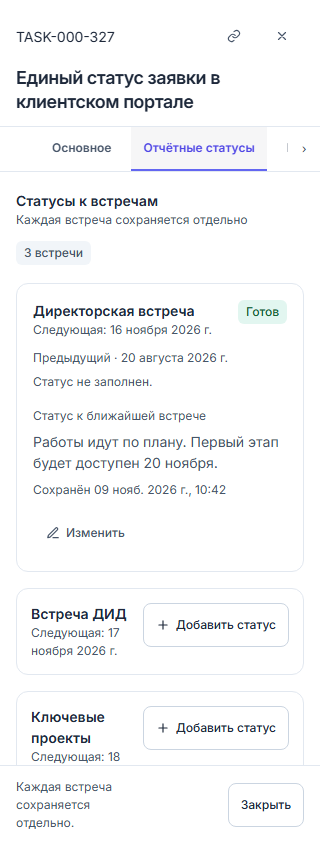 TASK-000-327
Единый статус заявки в
клиентском портале
Основное
Отчётные статусы
Статусы к встречам
Каждая встреча сохраняется отдельно
3 встречи
Директорская встреча
Готов
Следующая: 16 ноября 2026 г.
Предыдущий · 20 августа 2026 г.
Статус не заполнен.
Статус к ближайшей встрече
Работы идут по плану. Первый этап
будет доступен 20 ноября.
Сохранён 09 нояб. 2026 г., 10:42
Изменить
Встреча ДИД
Следующая: 17
ноября 2026 г.
Добавить статус
Ключевые
проекты
Следующая: 18
Добавить статус
Каждая встреча
сохраняется
отдельно.
Закрыть